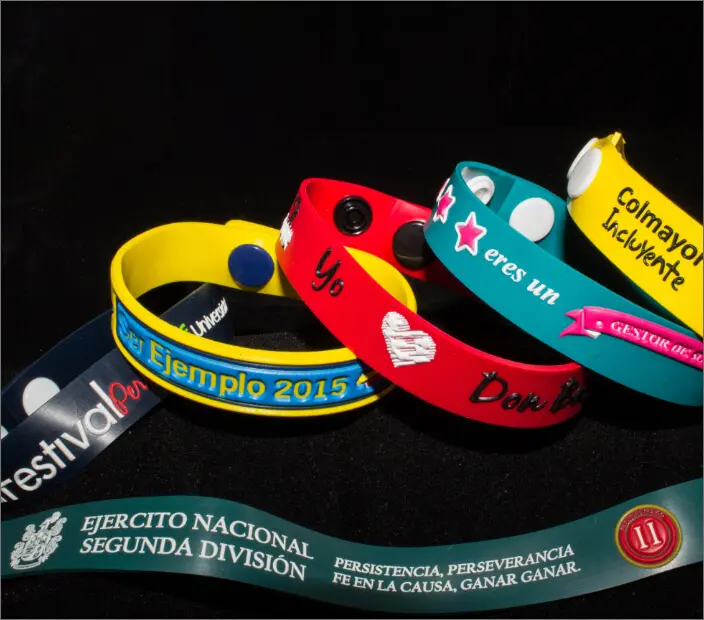 Colmayor
Incluyente
eres un
GESTOR DE
Yo
Don
Ser Ejemplo 2015
Festival
EJERCITO NACIONAL
SEGUNDA DIVISIÓN
PERSISTENCIA, PERSEVERANCIA
FE EN LA CAUSA, GANAR GANAR.
II